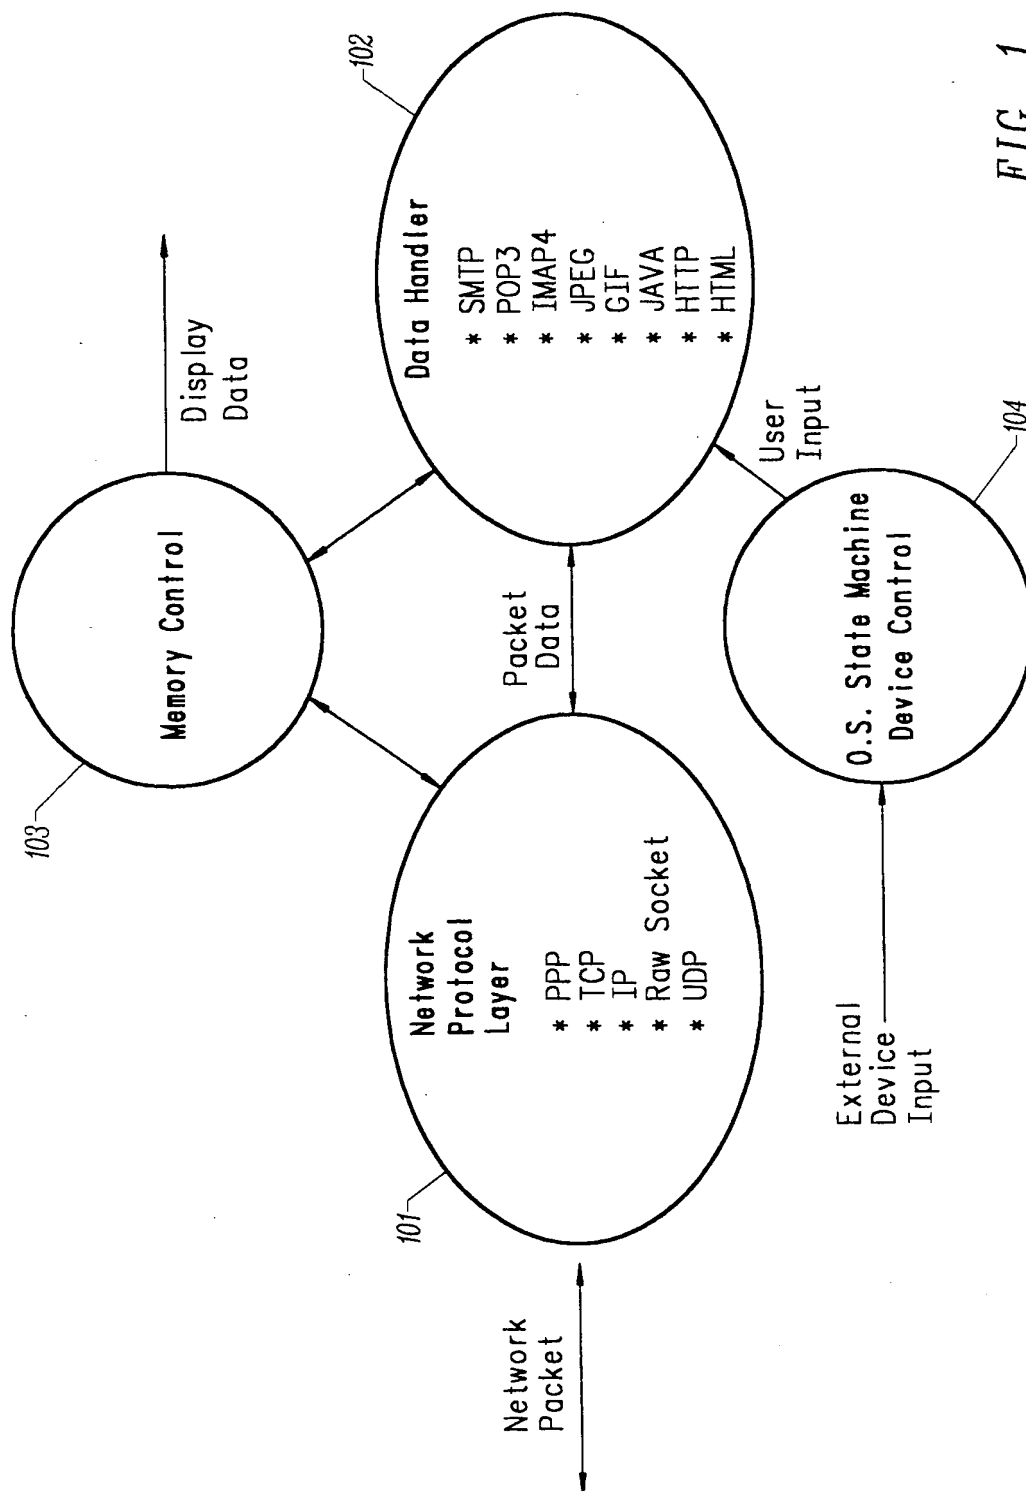 103
Memory Control
Display
Data
102
Data Handler
* SMTP
* POP3
* IMAP4
* JPEG
* GIF
* JAVA
* HTTP
* HTML
101
Network
Protocol
Layer
* PPP
* TCP
* IP
* Raw Socket
* UDP
Packet
Data
Network
Packet
User
Input
External
Device
Input
O.S. State Machine
Device Control
104
FIG. 1